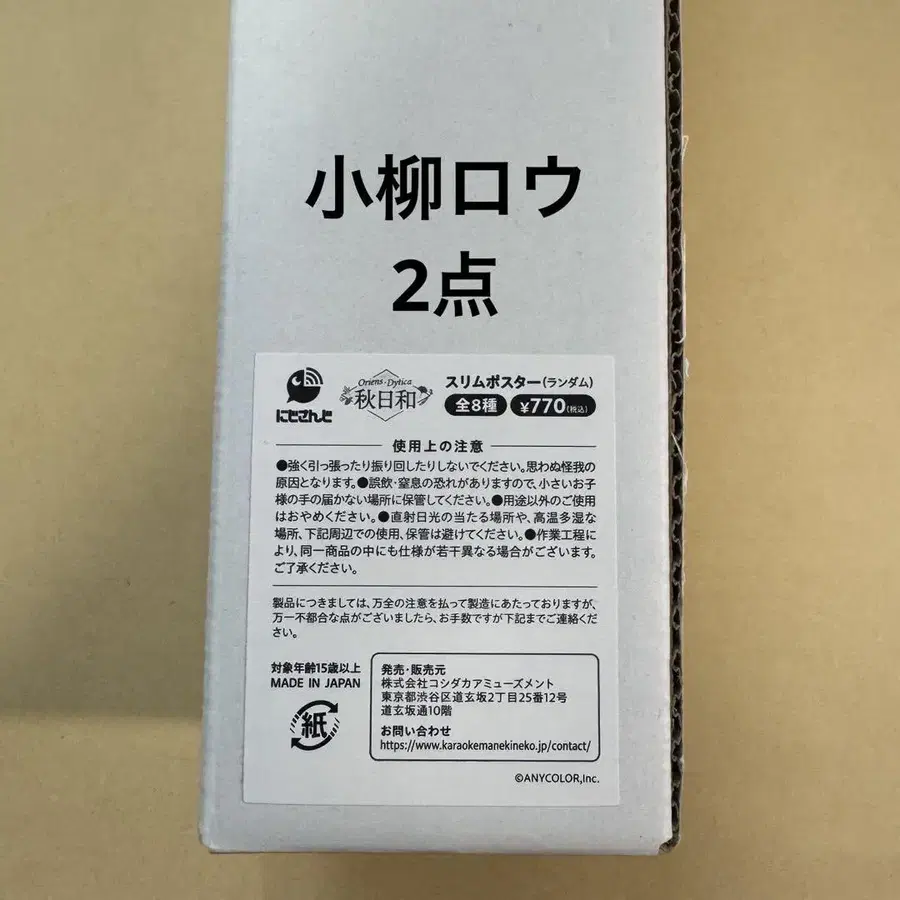 小柳ロウ
2点
にじさんじ
Oriens・Dytica
秋日和
スリムポスター(ランダム)
全8種 ¥770(税込)
使用上の注意
●強く引っ張ったり振り回したりしないでください。思わぬ怪我の
原因となります。●誤飲・窒息の恐れがありますので、小さいお子
様の手の届かない場所に保管してください。●用途以外のご使用
はおやめください。●直射日光の当たる場所や、高温多湿な
場所、下記周辺での使用、保管は避けてください。●作業工程に
より、同一商品の中にも仕様が若干異なる場合がございます。
ご了承ください。
製品につきましては、万全の注意を払って製造にあたっておりますが、
万一不都合な点がございましたら、お手数ですが下記までご連絡くだ
さい。
対象年齢15歳以上
MADE IN JAPAN
紙
発売・販売元
株式会社コシダカアミューズメント
東京都渋谷区道玄坂2丁目25番12号
道玄坂通10階
お問い合わせ
https://www.karaokemanekineko.jp/contact/
©ANYCOLOR,Inc.